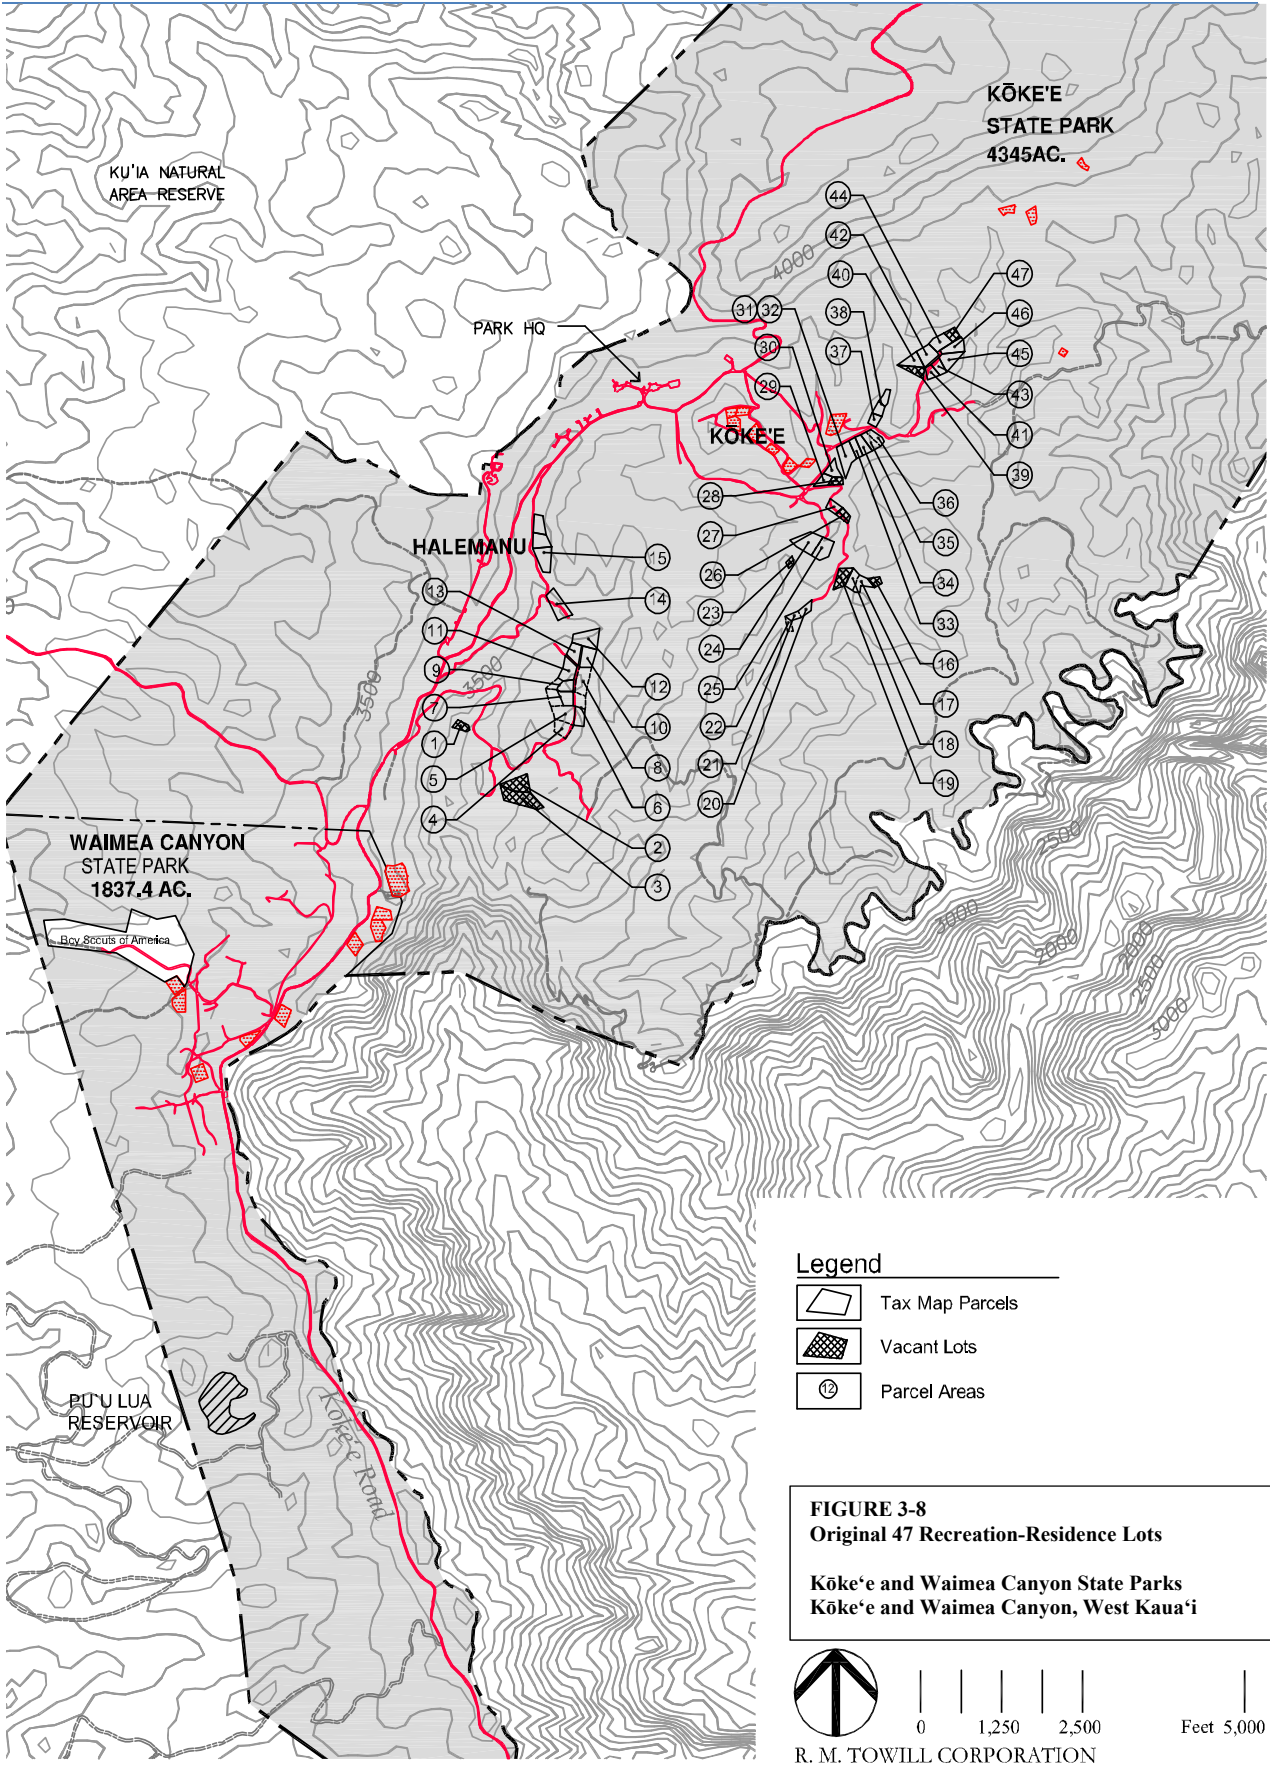 KŌKE'E
STATE PARK
4345AC.
KU'IA NATURAL
AREA RESERVE
44
42
40
4000
47
31
32
38
46
PARK HQ
30
37
45
29
43
KŌKE'E
41
39
28
36
27
35
HALEMANU
15
26
34
13
14
23
33
11
24
16
9
3500
12
25
17
3500
7
10
22
18
1
8
21
19
5
6
20
4
2
3
2500
WAIMEA CANYON
STATE PARK
1837.4 AC.
Boy Scouts of America
3000
2000
2000
2500
3000
Legend
Tax Map Parcels
Vacant Lots
12
Parcel Areas
PU'U LUA
RESERVOIR
Koke'e Road
FIGURE 3-8
Original 47 Recreation-Residence Lots
Kōke‘e and Waimea Canyon State Parks
Kōke‘e and Waimea Canyon, West Kaua‘i
0 1,250 2,500 Feet 5,000
R. M. TOWILL CORPORATION